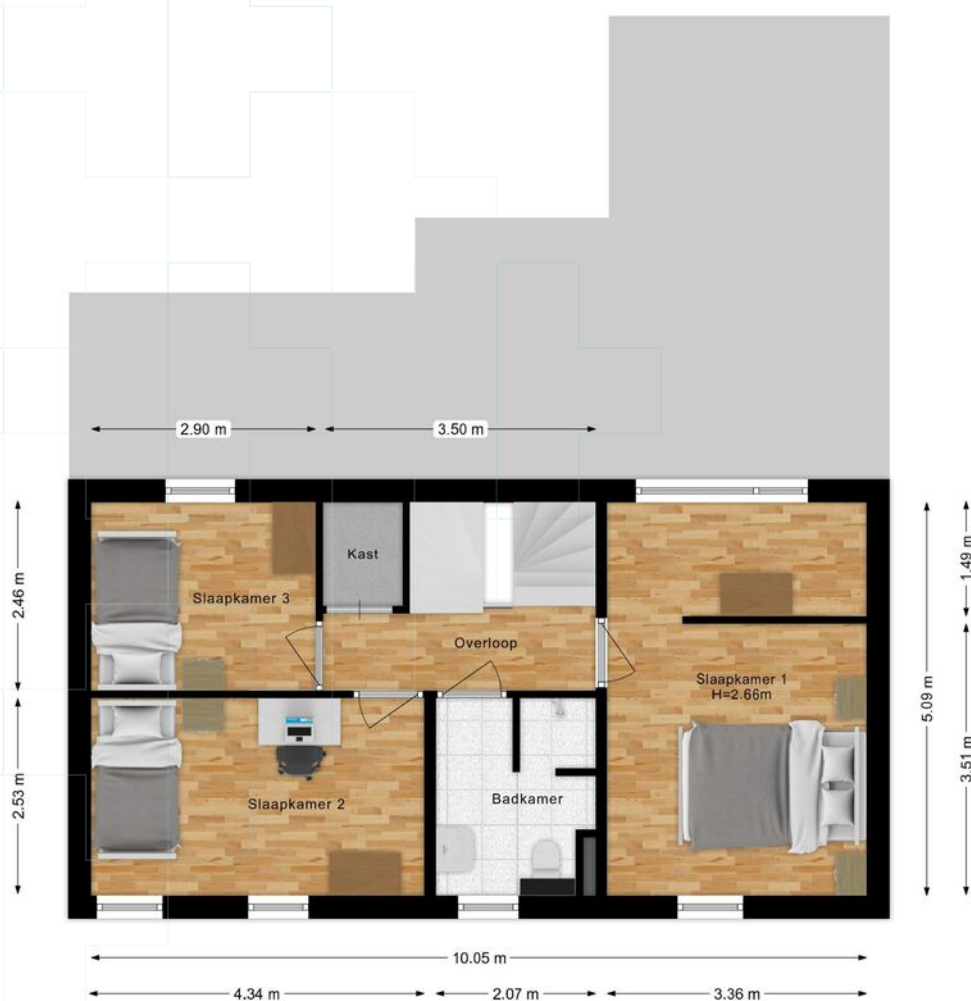 2.90 m
3.50 m
2.46 m
Kast
Slaapkamer 3
Overloop
1.49 m
Slaapkamer 1
H=2.66m
5.09 m
2.53 m
Slaapkamer 2
Badkamer
3.51 m
10.05 m
4.34 m
2.07 m
3.36 m